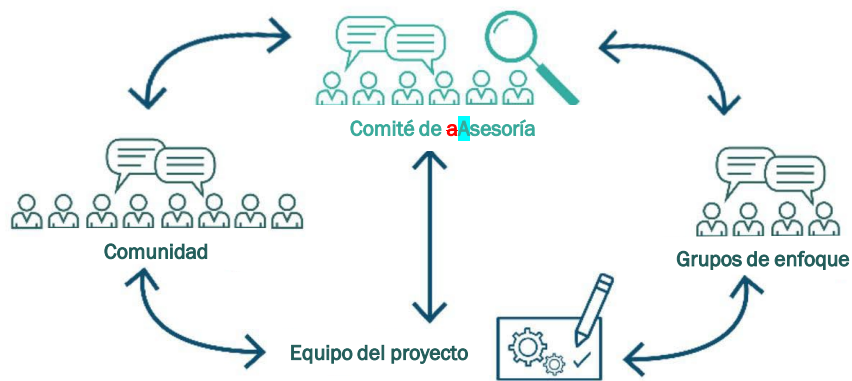 Comité de aAsesoría
Comunidad
Grupos de enfoque
Equipo del proyecto